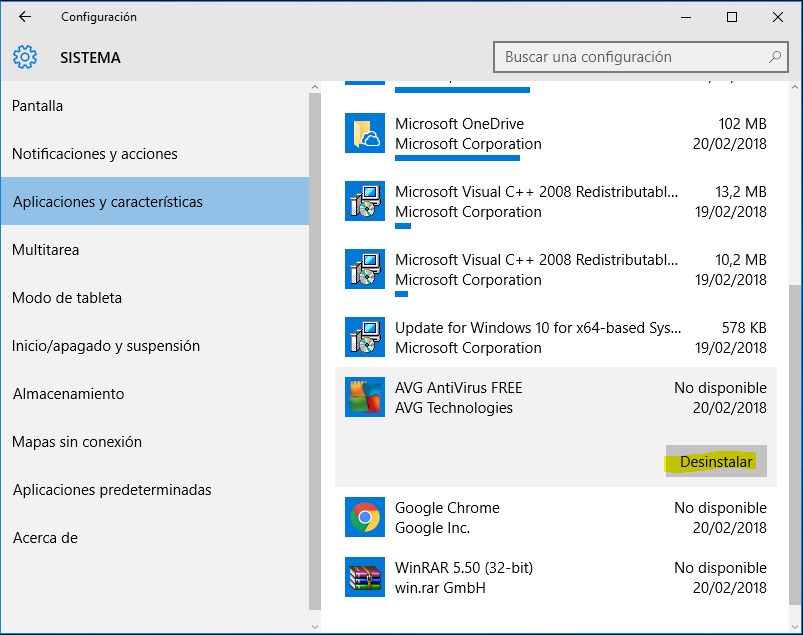 Configuración
SISTEMA
Buscar una configuración
Pantalla
Notificaciones y acciones
Aplicaciones y características
Multitarea
Modo de tableta
Inicio/apagado y suspensión
Almacenamiento
Mapas sin conexión
Aplicaciones predeterminadas
Acerca de
Microsoft OneDrive 102 MB
Microsoft Corporation 20/02/2018
Microsoft Visual C++ 2008 Redistributabl... 13,2 MB
Microsoft Corporation 19/02/2018
Microsoft Visual C++ 2008 Redistributabl... 10,2 MB
Microsoft Corporation 19/02/2018
Update for Windows 10 for x64-based Sys... 578 KB
Microsoft Corporation 19/02/2018
AVG AntiVirus FREE No disponible
AVG Technologies 20/02/2018
Desinstalar
Google Chrome No disponible
Google Inc. 20/02/2018
WinRAR 5.50 (32-bit) No disponible
win.rar GmbH 20/02/2018